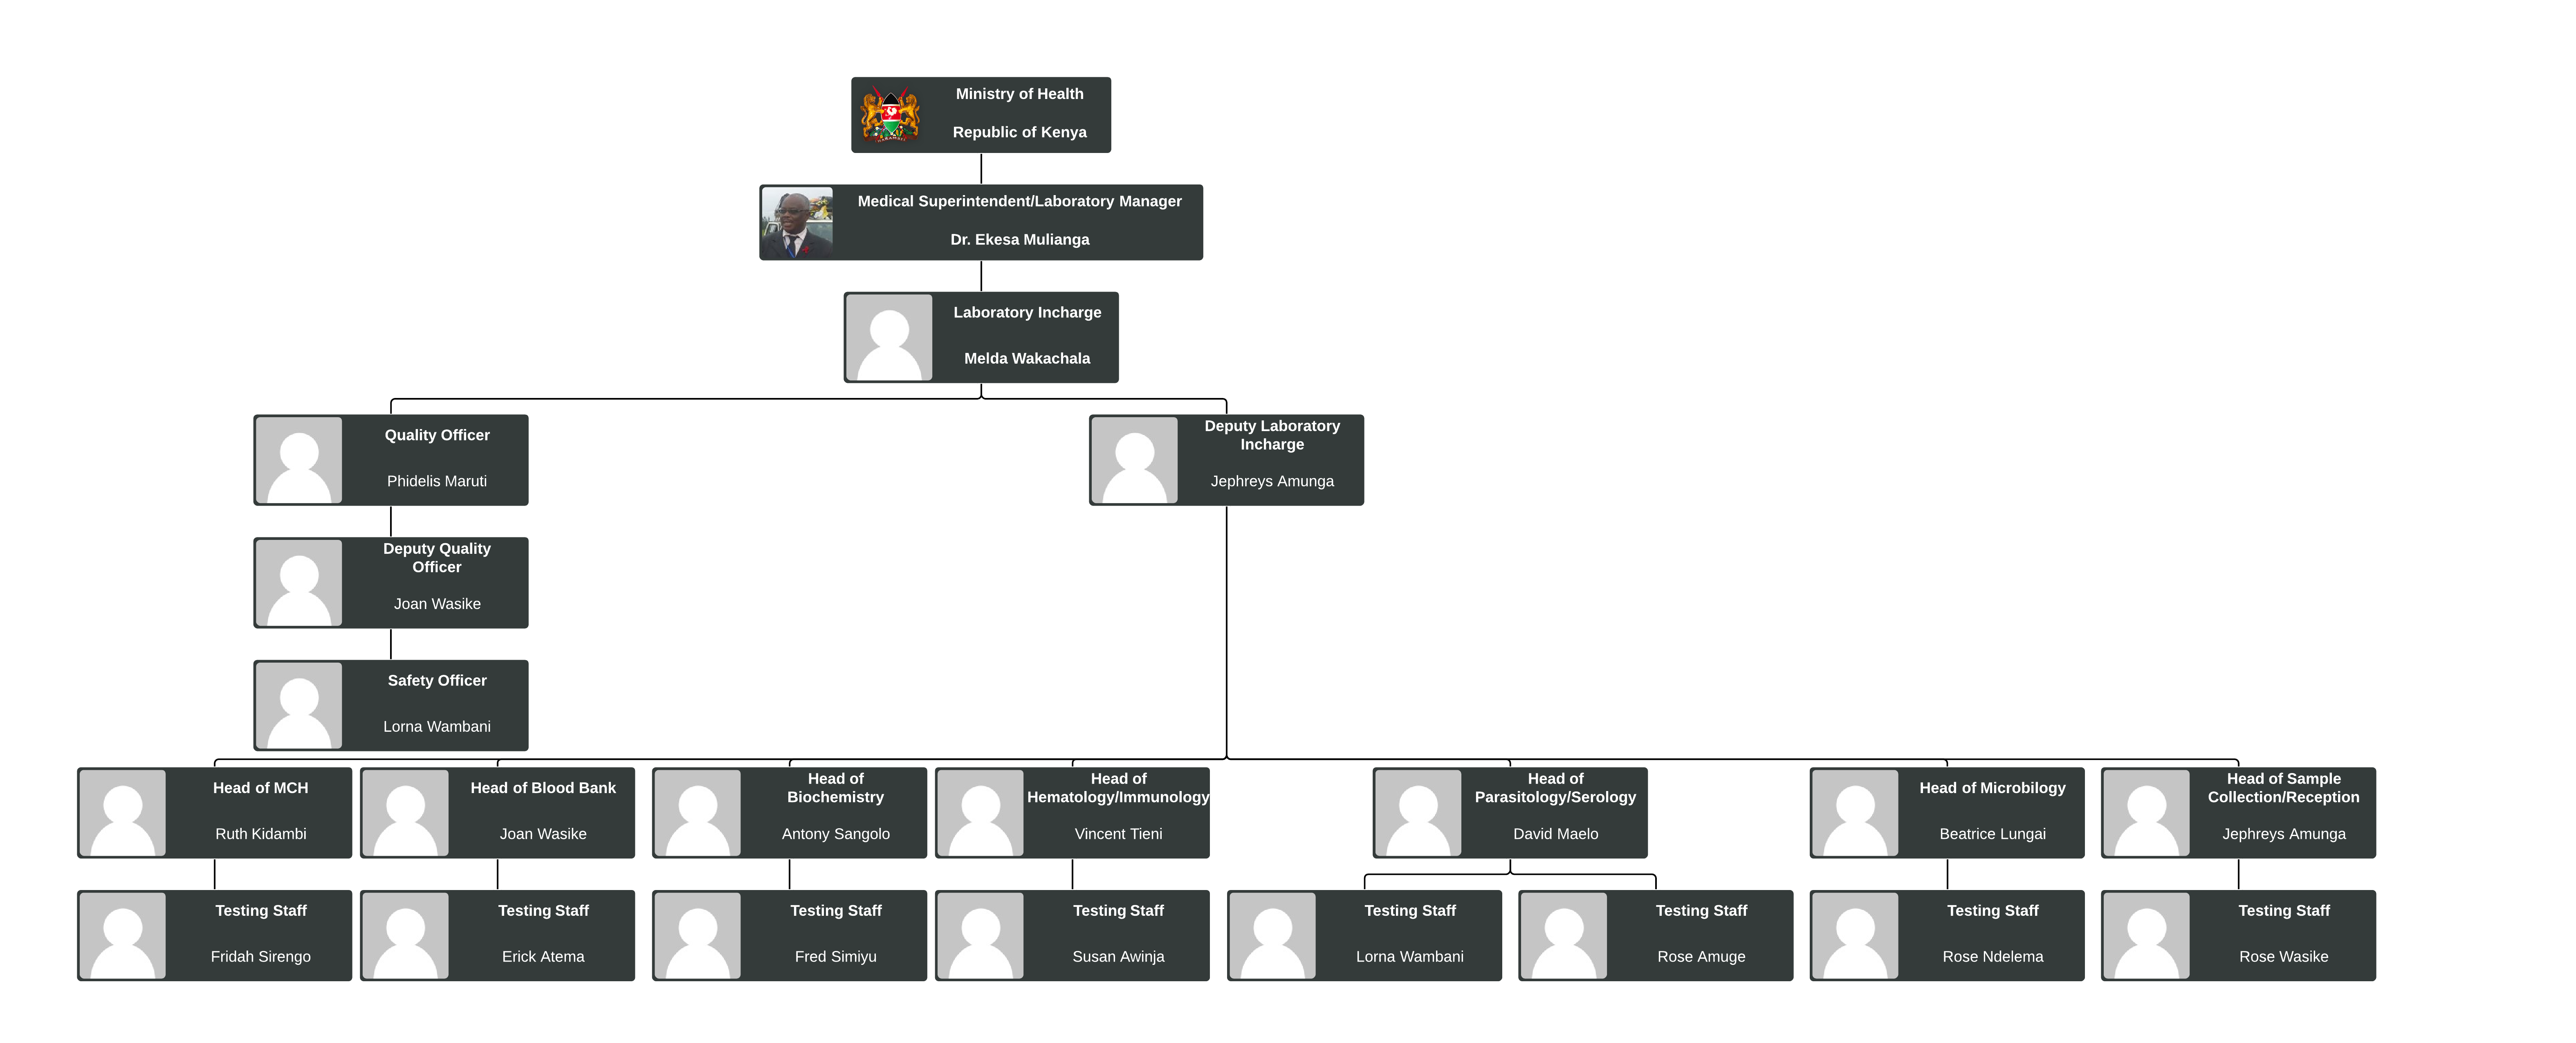 Ministry of Health
Republic of Kenya
Medical Superintendent/Laboratory Manager
Dr. Ekesa Mulianga
Laboratory Incharge
Melda Wakachala
Quality Officer
Phidelis Maruti
Deputy Laboratory
Incharge
Jephreys Amunga
Deputy Quality
Officer
Joan Wasike
Safety Officer
Lorna Wambani
Head of MCH
Ruth Kidambi
Head of Blood Bank
Joan Wasike
Head of
Biochemistry
Antony Sangolo
Head of
Hematology/Immunology
Vincent Tieni
Head of
Parasitology/Serology
David Maelo
Head of Microbilogy
Beatrice Lungai
Head of Sample
Collection/Reception
Jephreys Amunga
Testing Staff
Fridah Sirengo
Testing Staff
Erick Atema
Testing Staff
Fred Simiyu
Testing Staff
Susan Awinja
Testing Staff
Lorna Wambani
Testing Staff
Rose Amuge
Testing Staff
Rose Ndelema
Testing Staff
Rose Wasike